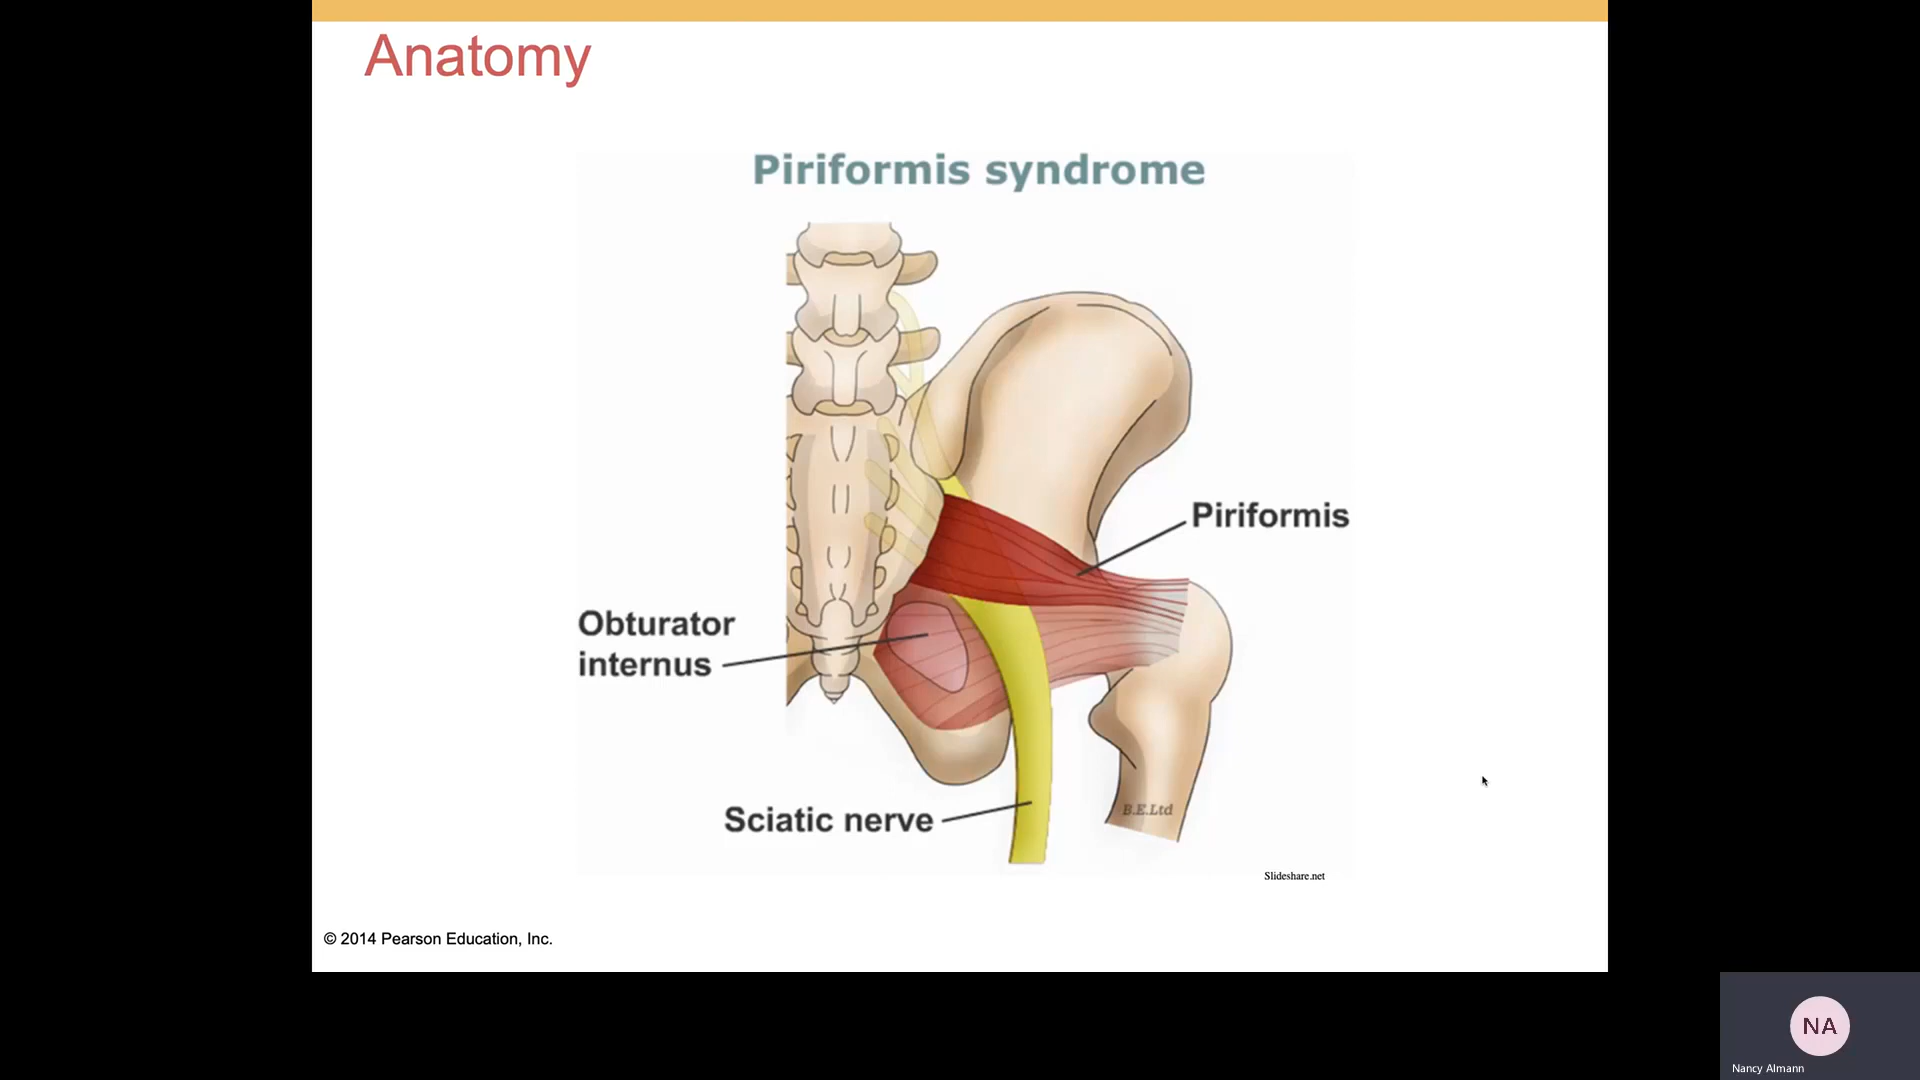 Anatomy
Piriformis syndrome
Piriformis
Obturator
internus
Sciatic nerve
B.E.Ltd
Slideshare.net
© 2014 Pearson Education, Inc.
NA
Nancy Almann